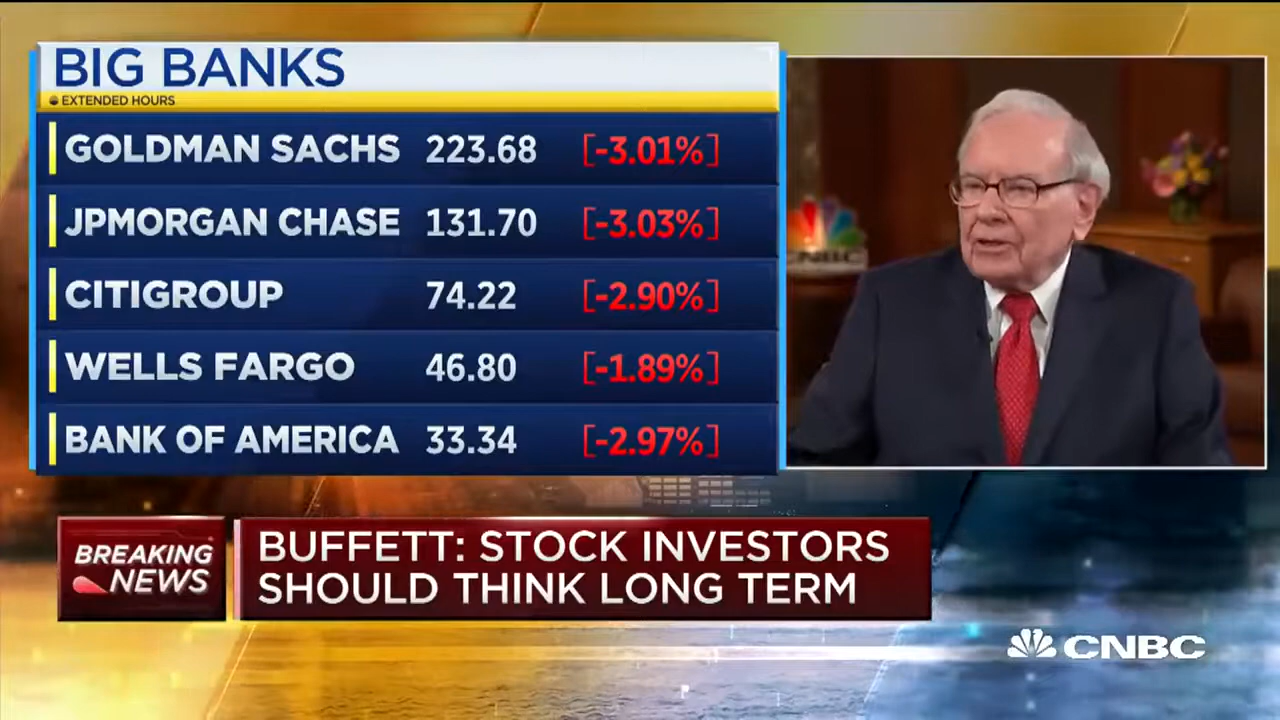 BIG BANKS
EXTENDED HOURS
GOLDMAN SACHS 223.68 [-3.01%]
JPMORGAN CHASE 131.70 [-3.03%]
CITIGROUP 74.22 [-2.90%]
WELLS FARGO 46.80 [-1.89%]
BANK OF AMERICA 33.34 [-2.97%]
CNBC
BREAKING
NEWS
BUFFETT: STOCK INVESTORS
SHOULD THINK LONG TERM
CNBC